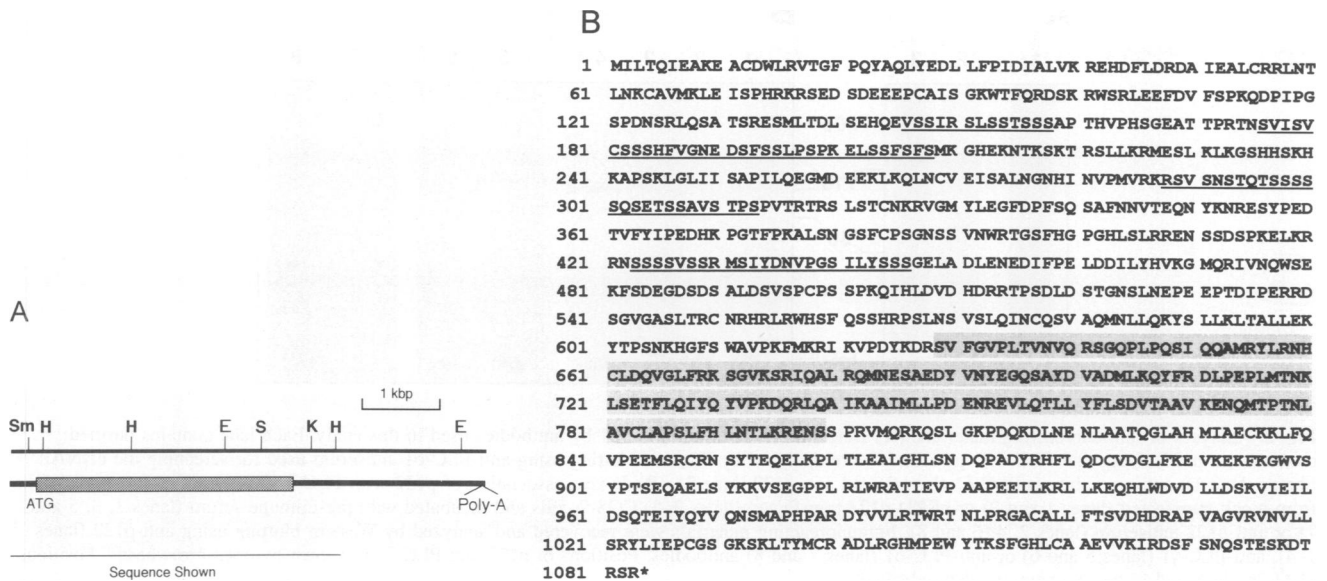 A
1 kbp
Sm H H E S K H E
ATG
Poly-A
Sequence Shown
B
1 MILTQIEAKE ACDWLRVTGF PQYAQLYEDL LFPIDIALVK REHDFLDRDA IEALCRRLNT
61 LNKCAVMKLE ISPHRKRSED SDEEEPCAIS GKWTFQRDSK RWSRLEEFDV FSPKQDPIPG
121 SPDNSRLQSA TSRESMLTDL SEHQEVSSIR SLSSTSSSAP THVPHSGEAT TPRTNSVISV
181 CSSSHFVGNE DSFSSLPSPK ELSSFSFSMK GHEKNTKSKT RSLLKRMESL KLKGSHHSKH
241 KAPSKLGLII SAPILQEGMD EEKLKQLNCV EISALNGNHI NVPMVRKRSV SNSTQTSSSS
301 SQSETSSAVS TPSPVTRTRS LSTCNKRVGM YLEGFDPFSQ SAFNNVTEQN YKNRESYPED
361 TVFYIPEDHK PGTFPKALSN GSFCPSGNSS VNWRTGSFHG PGHLSLRREN SSDSPKELKR
421 RNSSSSVSSR MSIYDNVPGS ILYSSSGELA DLENEDIFPE LDDILYHVKG MQRIVNQWSE
481 KFSDEGDSDS ALDSVSPCPS SPKQIHLDVD HDRRTPSDLD STGNSLNEPE EPTDIPERRD
541 SGVGASLTRC NRHRLRWHSF QSSHRPSLNS VSLQINCQSV AQMNLLQKYS LLKLTALLEK
601 YTPSNKHGFS WAVPKFMKRI KVPDYKDRSV FGVPLTVNVQ RSGQPLPQSI QQAMRYLRNH
661 CLDQVGLFRK SGVKSRIQAL RQMNESAEDY VNYEGQSAYD VADMLKQYFR DLPEPLMTNK
721 LSETFLQIYQ YVPKDQRLQA IKAAIMLLPD ENREVLQTLL YFLSDVTAAV KENQMTPTNL
781 AVCLAPSLFH LNTLKRENSS PRVMQRKQSL GKPDQKDLNE NLAATQGLAH MIAECKKLFQ
841 VPEEMSRCRN SYTEQELKPL TLEALGHLSN DQPADYRHFL QDCVDGLFKE VKEKFKGWVS
901 CPTSEQAELS YKKVSEGPPL RLWRATIEVP AAPEEILKRL LKEQHLWDVD LLDSKVIEIL
961 DSQTEIYQYV QNSMAPHPAR DYVVLRTWRT NLPRGACALL LTSVDHDRAP VAGVRVNVLL
1021 SRYLIEPCGS GRSKLTYMCR ADLRGHMPEW YTKSFGHLCA AEVVKIRDSF SNQSTESKDT
1081 RSR*